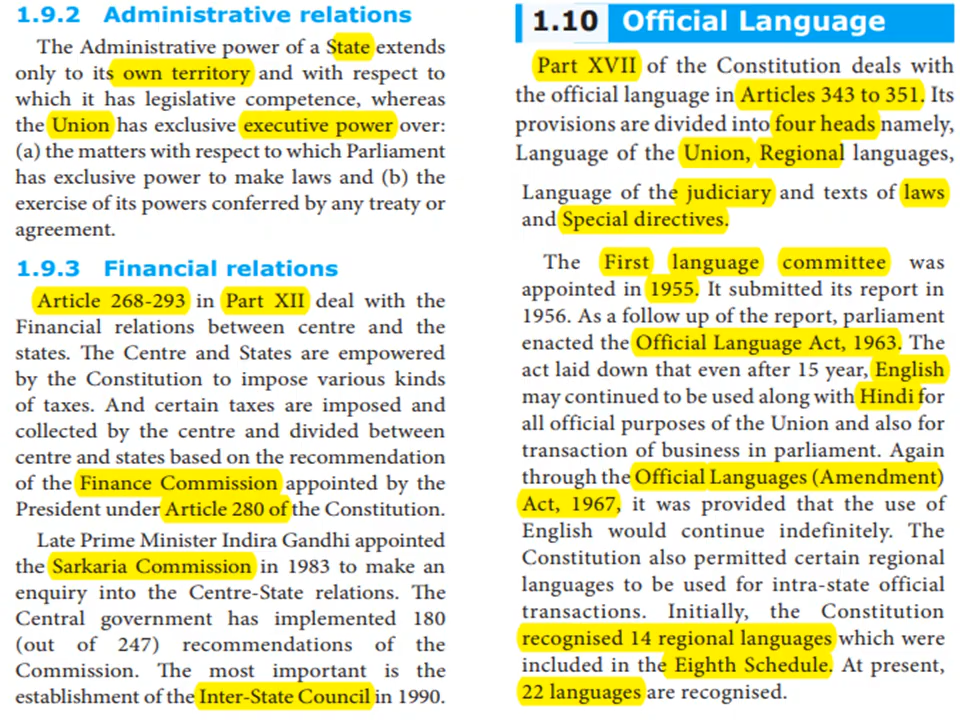 1.9.2 Administrative relations
The Administrative power of a State extends
only to its own territory and with respect to
which it has legislative competence, whereas
the Union has exclusive executive power over:
(a) the matters with respect to which Parliament
has exclusive power to make laws and (b) the
exercise of its powers conferred by any treaty or
agreement.
1.9.3 Financial relations
Article 268-293 in Part XII deal with the
Financial relations between centre and the
states. The Centre and States are empowered
by the Constitution to impose various kinds
of taxes. And certain taxes are imposed and
collected by the centre and divided between
centre and states based on the recommendation
of the Finance Commission appointed by the
President under Article 280 of the Constitution.
Late Prime Minister Indira Gandhi appointed
the Sarkaria Commission in 1983 to make an
enquiry into the Centre-State relations. The
Central government has implemented 180
(out of 247) recommendations of the
Commission. The most important is the
establishment of the Inter-State Council in 1990.
1.10 Official Language
Part XVII of the Constitution deals with
the official language in Articles 343 to 351. Its
provisions are divided into four heads namely,
Language of the Union, Regional languages,
Language of the judiciary and texts of laws
and Special directives.
The First language committee was
appointed in 1955. It submitted its report in
1956. As a follow up of the report, parliament
enacted the Official Language Act, 1963. The
act laid down that even after 15 year, English
may continued to be used along with Hindi for
all official purposes of the Union and also for
transaction of business in parliament. Again
through the Official Languages (Amendment)
Act, 1967, it was provided that the use of
English would continue indefinitely. The
Constitution also permitted certain regional
languages to be used for intra-state official
transactions. Initially, the Constitution
recognised 14 regional languages which were
included in the Eighth Schedule. At present,
22 languages are recognised.